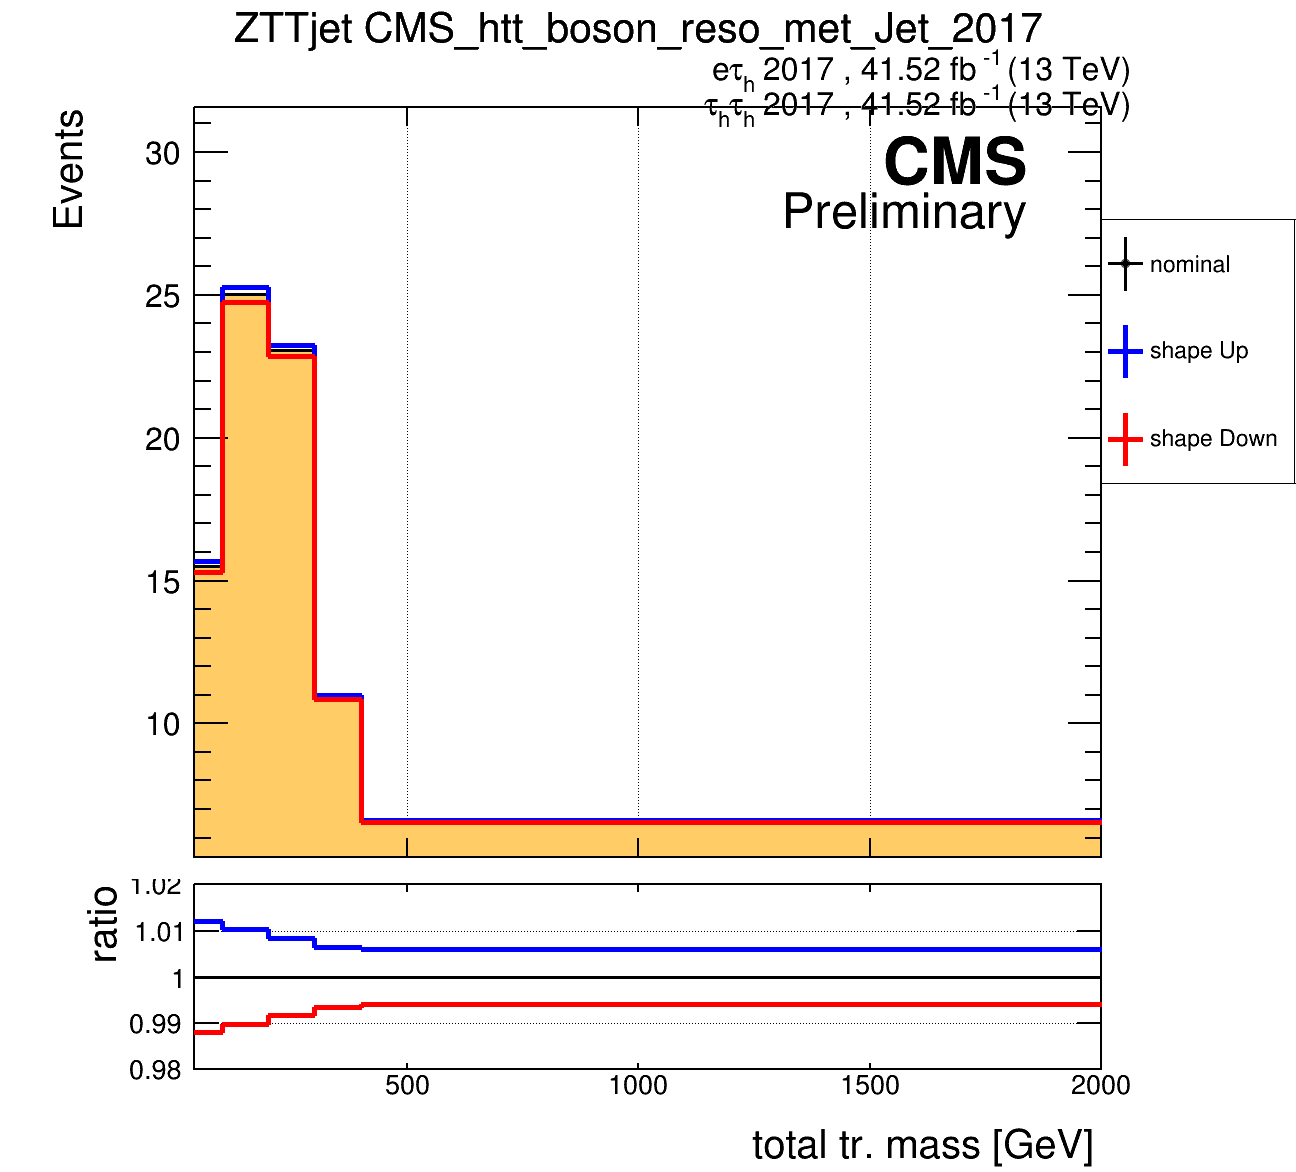 ZTTjet CMS_htt_boson_reso_met_Jet_2017
eτh 2017 , 41.52 fb-1 (13 TeV)
τhτh 2017 , 41.52 fb-1 (13 TeV)
Events
CMS
Preliminary
30
25
20
15
10
nominal
shape Up
shape Down
ratio
1.02
1.01
1
0.99
0.98
500
1000
1500
2000
total tr. mass [GeV]